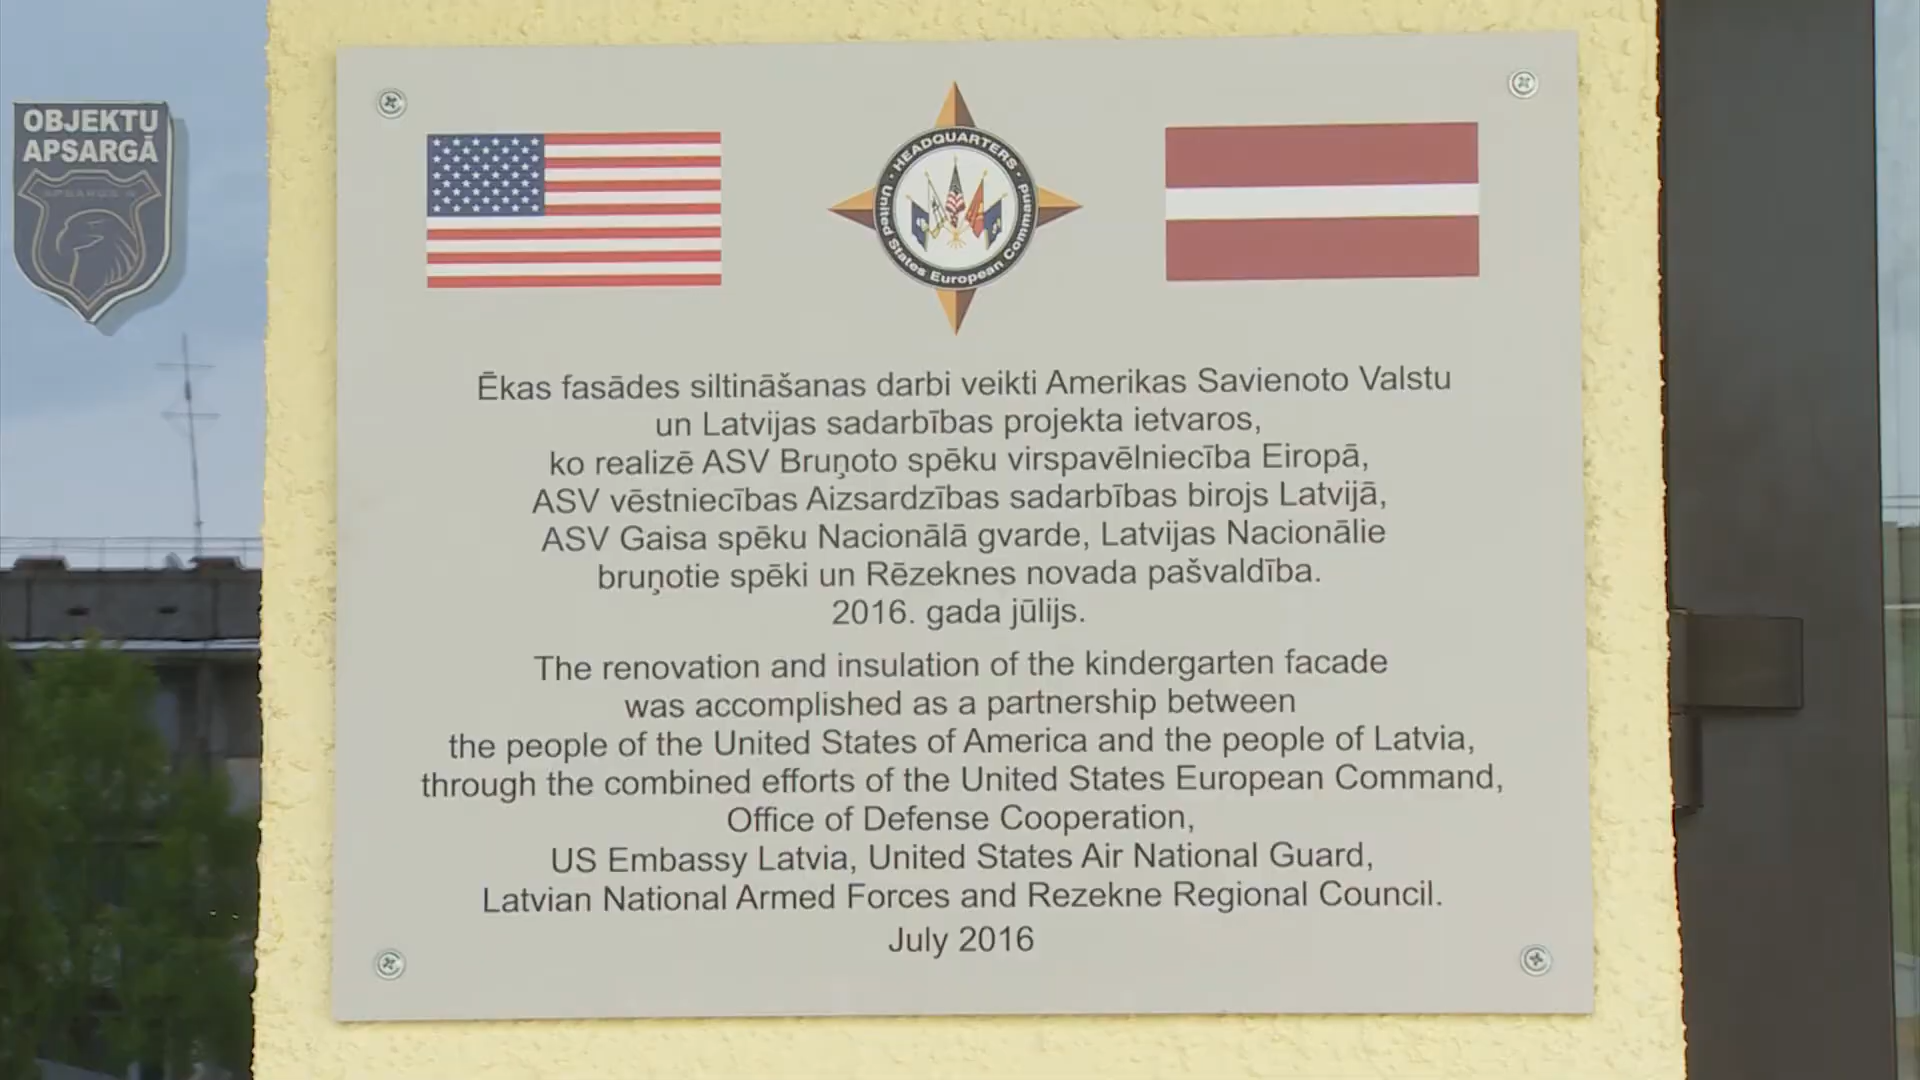 OBJEKTU
APSARGĀ
HEADQUARTERS
United States European Command
Ēkas fasādes siltināšanas darbi veikti Amerikas Savienoto Valstu
un Latvijas sadarbības projekta ietvaros,
ko realizē ASV Bruņoto spēku virspavēlniecība Eiropā,
ASV vēstniecības Aizsardzības sadarbības birojs Latvijā,
ASV Gaisa spēku Nacionālā gvarde, Latvijas Nacionālie
bruņotie spēki un Rēzeknes novada pašvaldība.
2016. gada jūlijs.
The renovation and insulation of the kindergarten facade
was accomplished as a partnership between
the people of the United States of America and the people of Latvia,
through the combined efforts of the United States European Command,
Office of Defense Cooperation,
US Embassy Latvia, United States Air National Guard,
Latvian National Armed Forces and Rezekne Regional Council.
July 2016